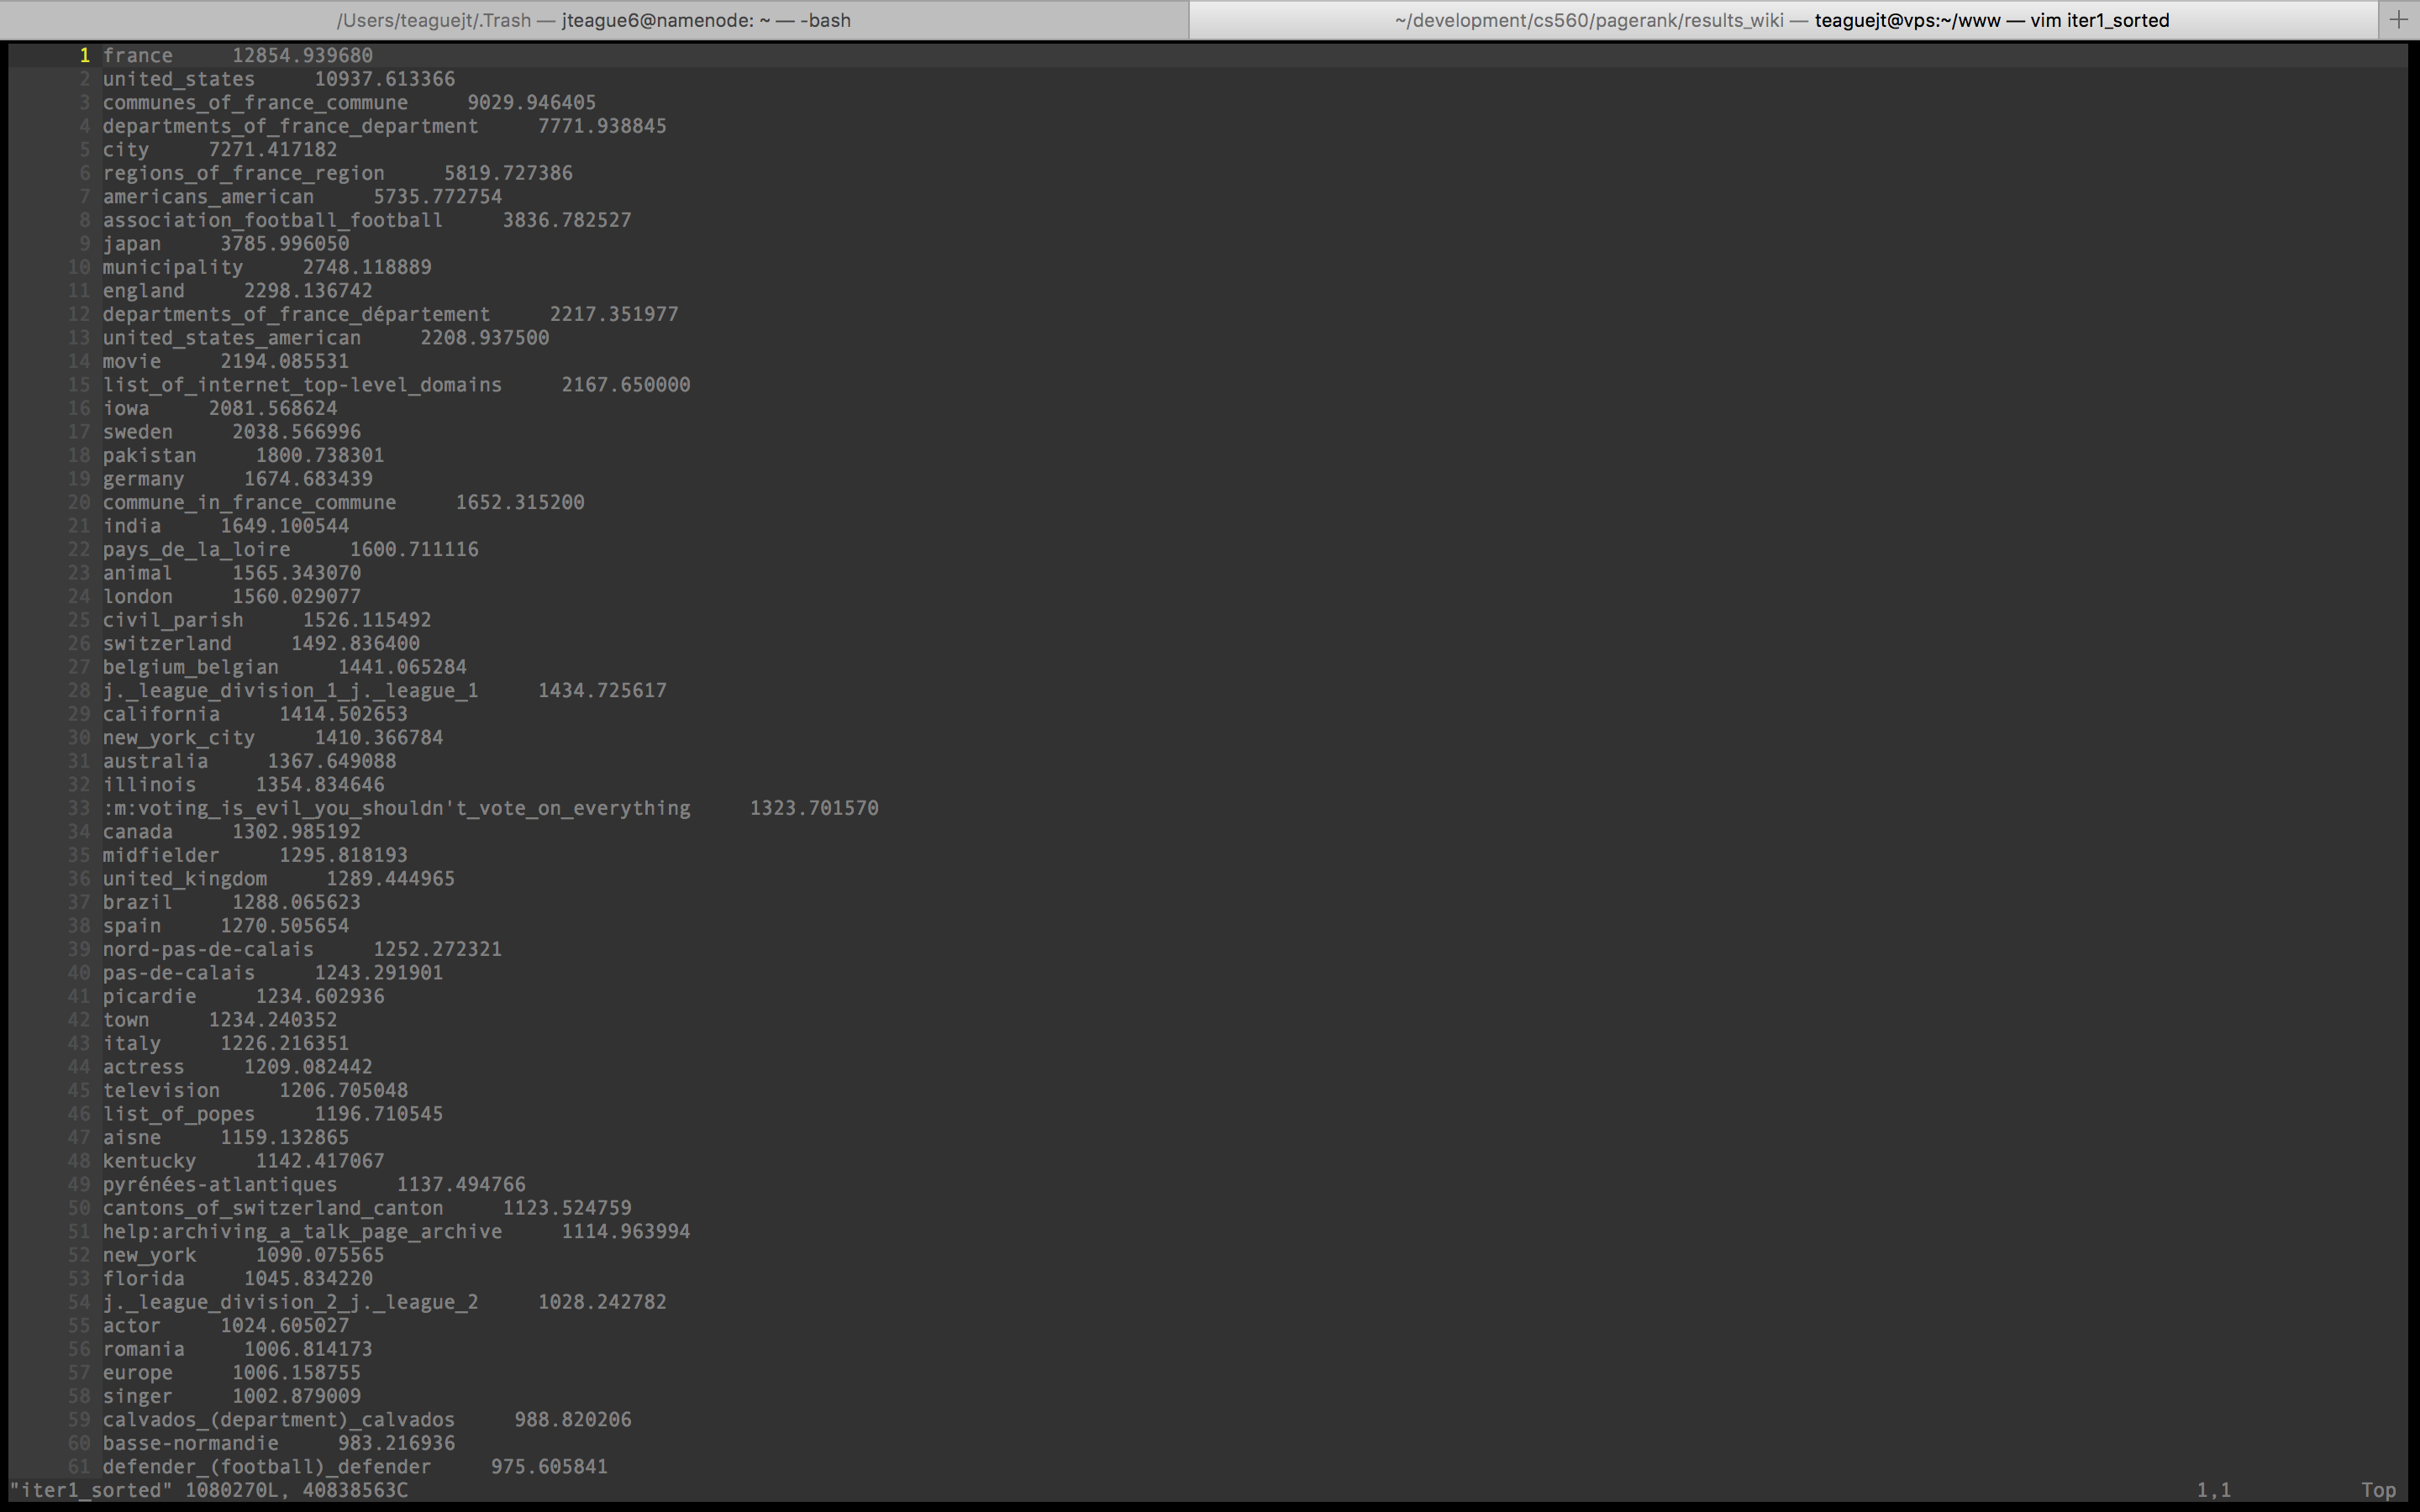 /Users/teaguejt/.Trash — jteague6@namenode: ~ — -bash
~/development/cs560/pagerank/results_wiki — teaguejt@vps:~/www — vim iter1_sorted
+
1 france 12854.939680
2 united_states 10937.613366
3 communes_of_france_commune 9029.946405
4 departments_of_france_department 7771.938845
5 city 7271.417182
6 regions_of_france_region 5819.727386
7 americans_american 5735.772754
8 association_football_football 3836.782527
9 japan 3785.996050
10 municipality 2748.118889
11 england 2298.136742
12 departments_of_france_département 2217.351977
13 united_states_american 2208.937500
14 movie 2194.085531
15 list_of_internet_top-level_domains 2167.650000
16 iowa 2081.568624
17 sweden 2038.566996
18 pakistan 1800.738301
19 germany 1674.683439
20 commune_in_france_commune 1652.315200
21 india 1649.100544
22 pays_de_la_loire 1600.711116
23 animal 1565.343070
24 london 1560.029077
25 civil_parish 1526.115492
26 switzerland 1492.836400
27 belgium_belgian 1441.065284
28 j._league_division_1_j._league_1 1434.725617
29 california 1414.502653
30 new_york_city 1410.366784
31 australia 1367.649088
32 illinois 1354.834646
33 :m:voting_is_evil_you_shouldn't_vote_on_everything 1323.701570
34 canada 1302.985192
35 midfielder 1295.818193
36 united_kingdom 1289.444965
37 brazil 1288.065623
38 spain 1270.505654
39 nord-pas-de-calais 1252.272321
40 pas-de-calais 1243.291901
41 picardie 1234.602936
42 town 1234.240352
43 italy 1226.216351
44 actress 1209.082442
45 television 1206.705048
46 list_of_popes 1196.710545
47 aisne 1159.132865
48 kentucky 1142.417067
49 pyrénées-atlantiques 1137.494766
50 cantons_of_switzerland_canton 1123.524759
51 help:archiving_a_talk_page_archive 1114.963994
52 new_york 1090.075565
53 florida 1045.834220
54 j._league_division_2_j._league_2 1028.242782
55 actor 1024.605027
56 romania 1006.814173
57 europe 1006.158755
58 singer 1002.879009
59 calvados_(department)_calvados 988.820206
60 basse-normandie 983.216936
61 defender_(football)_defender 975.605841
"iter1_sorted" 1080270L, 40838563C 1,1 Top